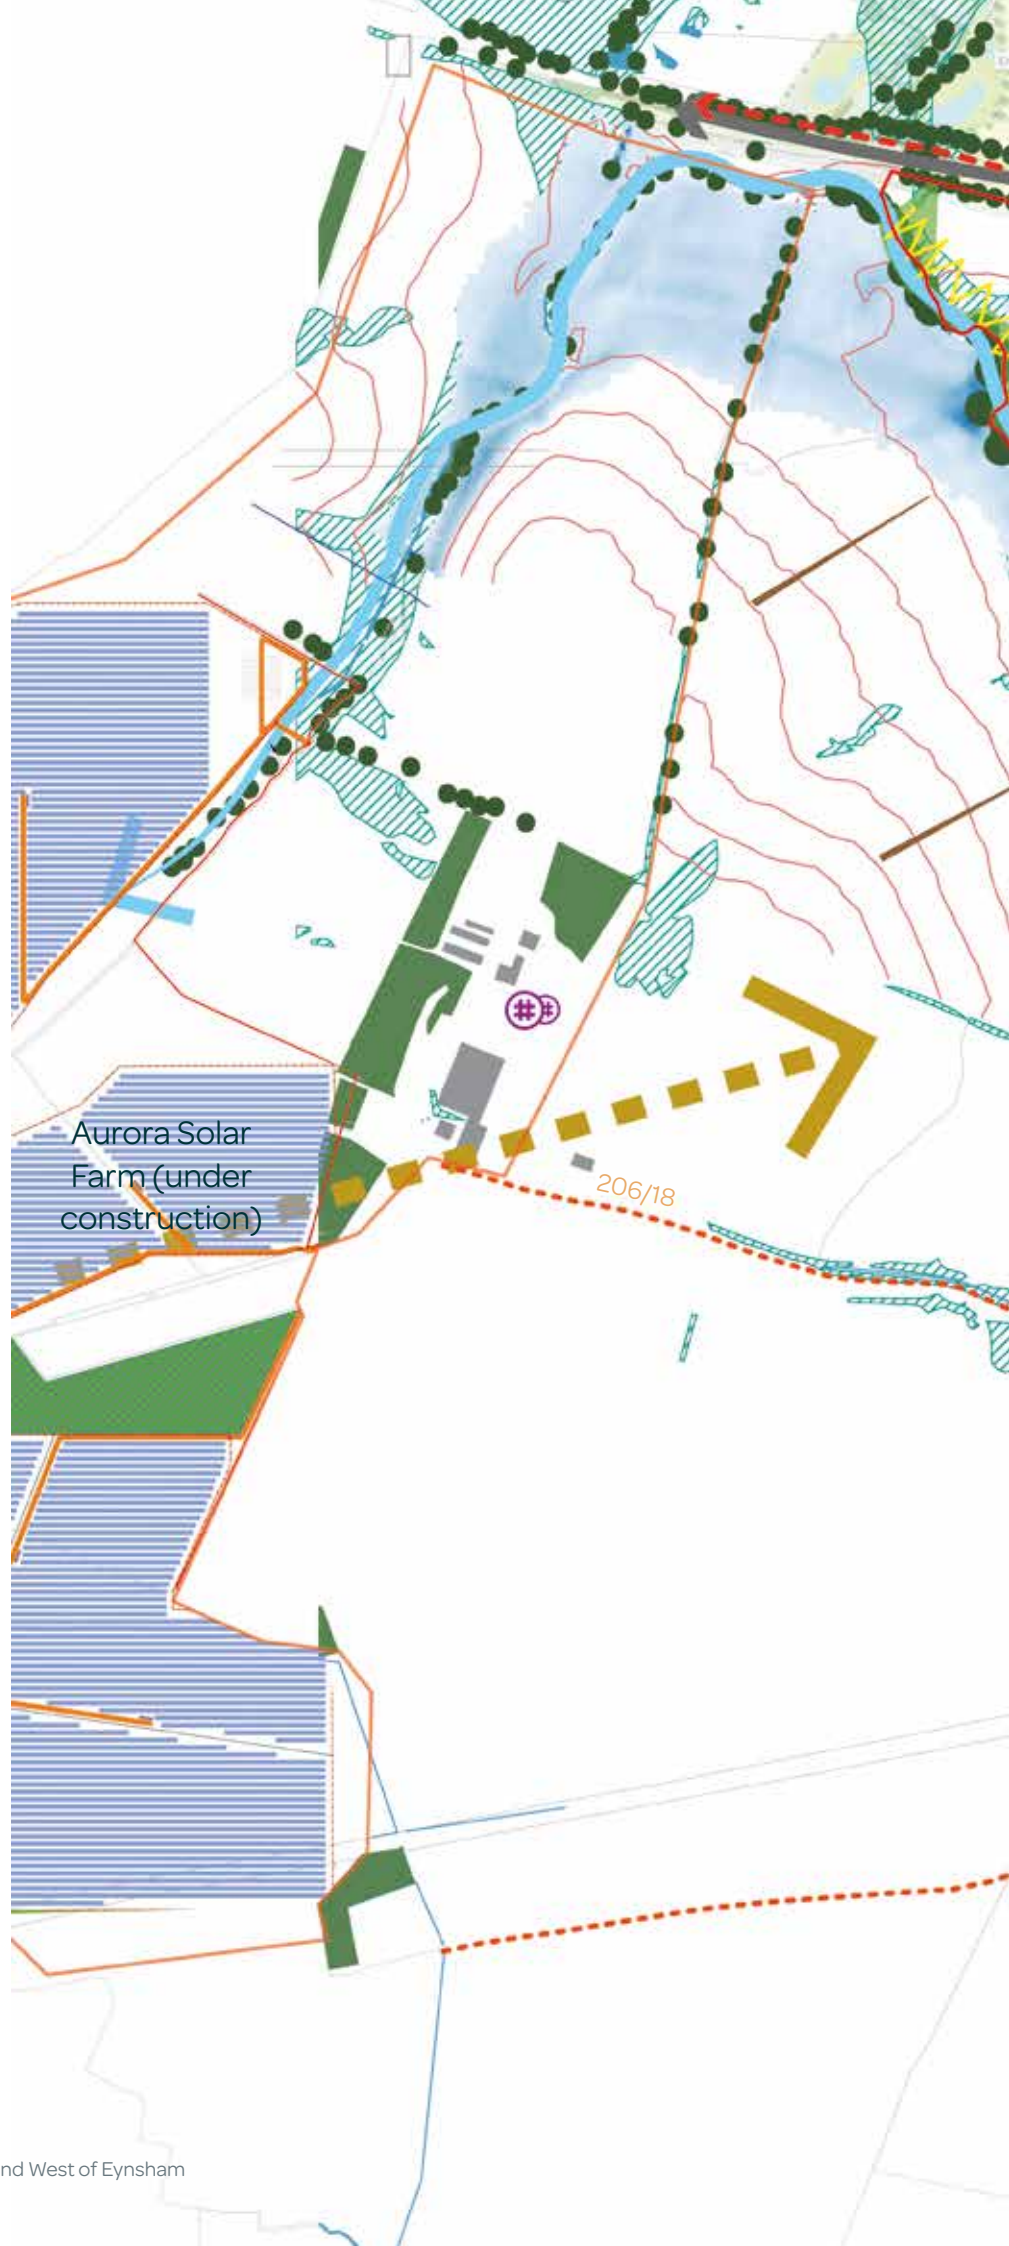 Aurora Solar
Farm (under
construction)
206/18
nd West of Eynsham